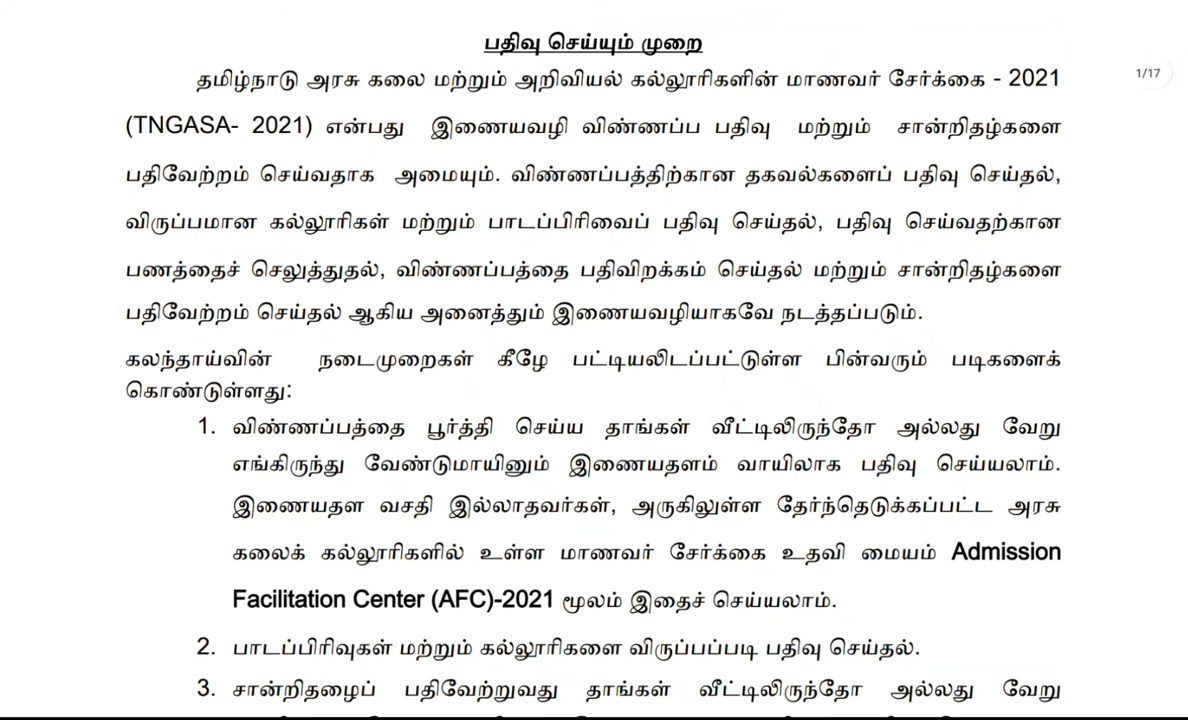 பதிவு செய்யும் முறை
தமிழ்நாடு அரசு கலை மற்றும் அறிவியல் கல்லூரிகளின் மாணவர் சேர்க்கை - 2021
1/17
(TNGASA- 2021) என்பது இணையவழி விண்ணப்ப பதிவு மற்றும் சான்றிதழ்களை
பதிவேற்றம் செய்வதாக அமையும். விண்ணப்பத்திற்கான தகவல்களைப் பதிவு செய்தல்,
விருப்பமான கல்லூரிகள் மற்றும் பாடப்பிரிவைப் பதிவு செய்தல், பதிவு செய்வதற்கான
பணத்தைச் செலுத்துதல், விண்ணப்பத்தை பதிவிறக்கம் செய்தல் மற்றும் சான்றிதழ்களை
பதிவேற்றம் செய்தல் ஆகிய அனைத்தும் இணையவழியாகவே நடத்தப்படும்.
கலந்தாய்வின் நடைமுறைகள் கீழே பட்டியலிடப்பட்டுள்ள பின்வரும் படிகளைக்
கொண்டுள்ளது:
1. விண்ணப்பத்தை பூர்த்தி செய்ய தாங்கள் வீட்டிலிருந்தோ அல்லது வேறு
எங்கிருந்து வேண்டுமாயினும் இணையதளம் வாயிலாக பதிவு செய்யலாம்.
இணையதள வசதி இல்லாதவர்கள், அருகிலுள்ள தேர்ந்தெடுக்கப்பட்ட அரசு
கலைக் கல்லூரிகளில் உள்ள மாணவர் சேர்க்கை உதவி மையம் Admission
Facilitation Center (AFC)-2021 மூலம் இதைச் செய்யலாம்.
2. பாடப்பிரிவுகள் மற்றும் கல்லூரிகளை விருப்பப்படி பதிவு செய்தல்.
3. சான்றிதழைப் பதிவேற்றுவது தாங்கள் வீட்டிலிருந்தோ அல்லது வேறு